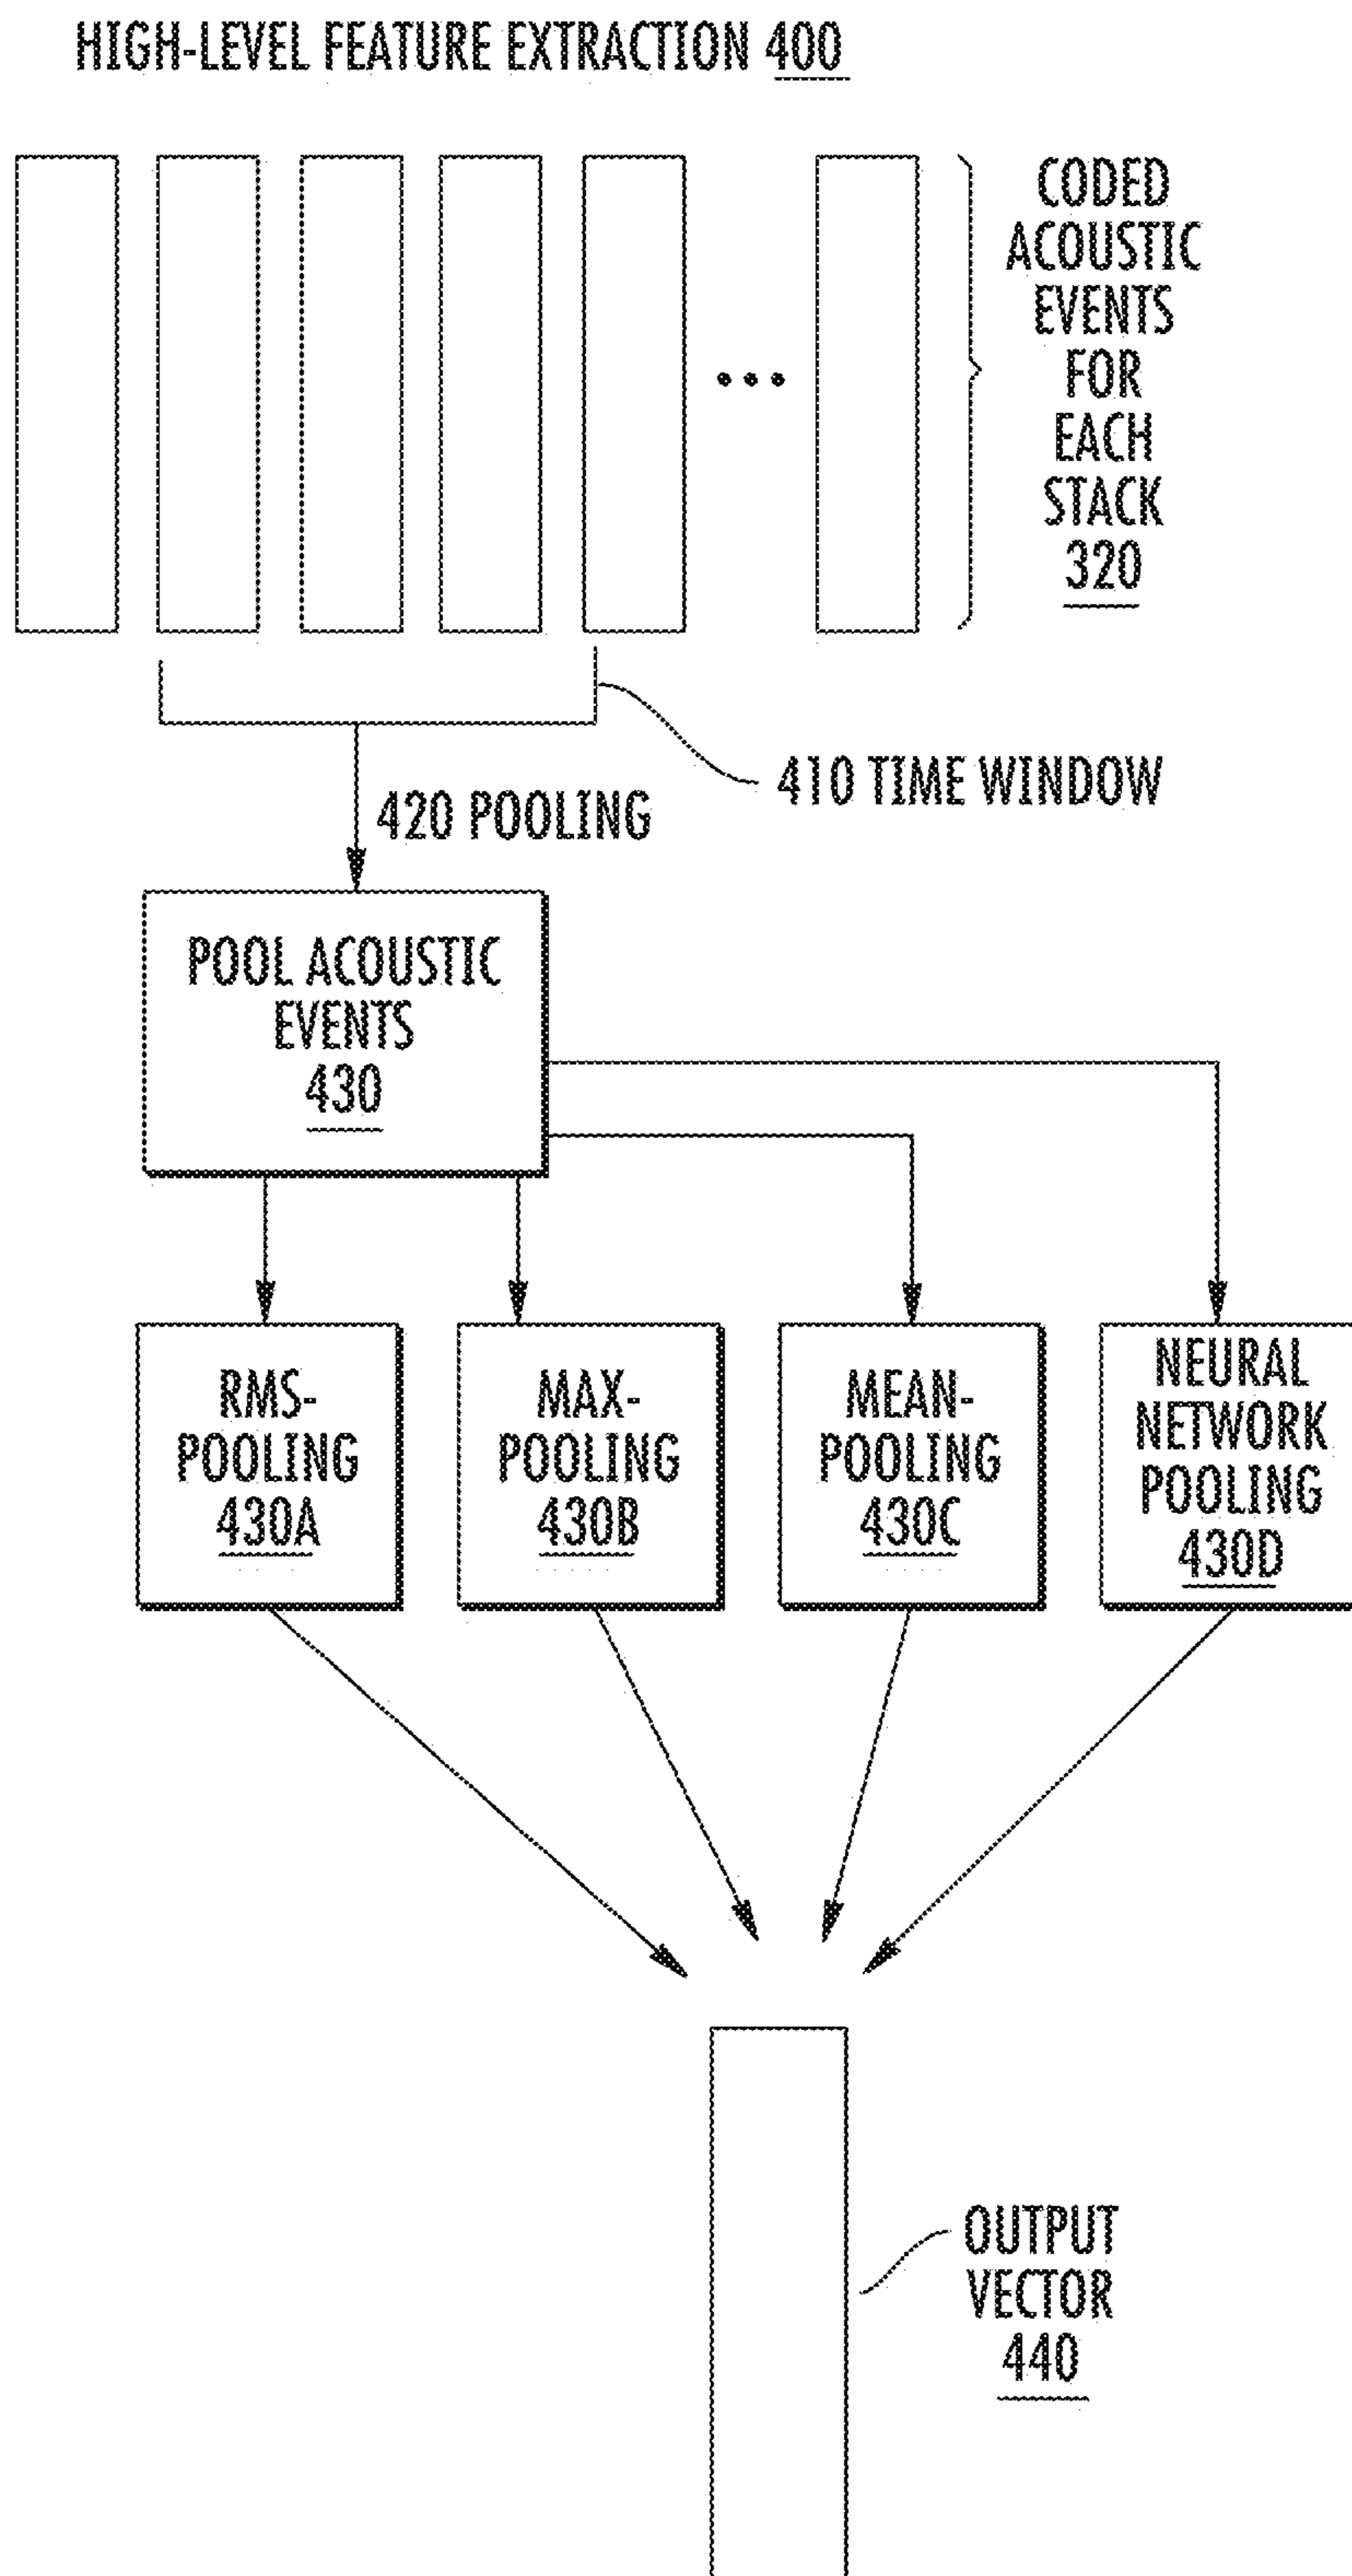 HIGH-LEVEL FEATURE EXTRACTION 400
CODED
ACOUSTIC
EVENTS
FOR
EACH
STACK
320
410 TIME WINDOW
420 POOLING
POOL ACOUSTIC
EVENTS
430
RMS-
POOLING
430A
MAX-
POOLING
430B
MEAN-
POOLING
430C
NEURAL
NETWORK
POOLING
430D
OUTPUT
VECTOR
440